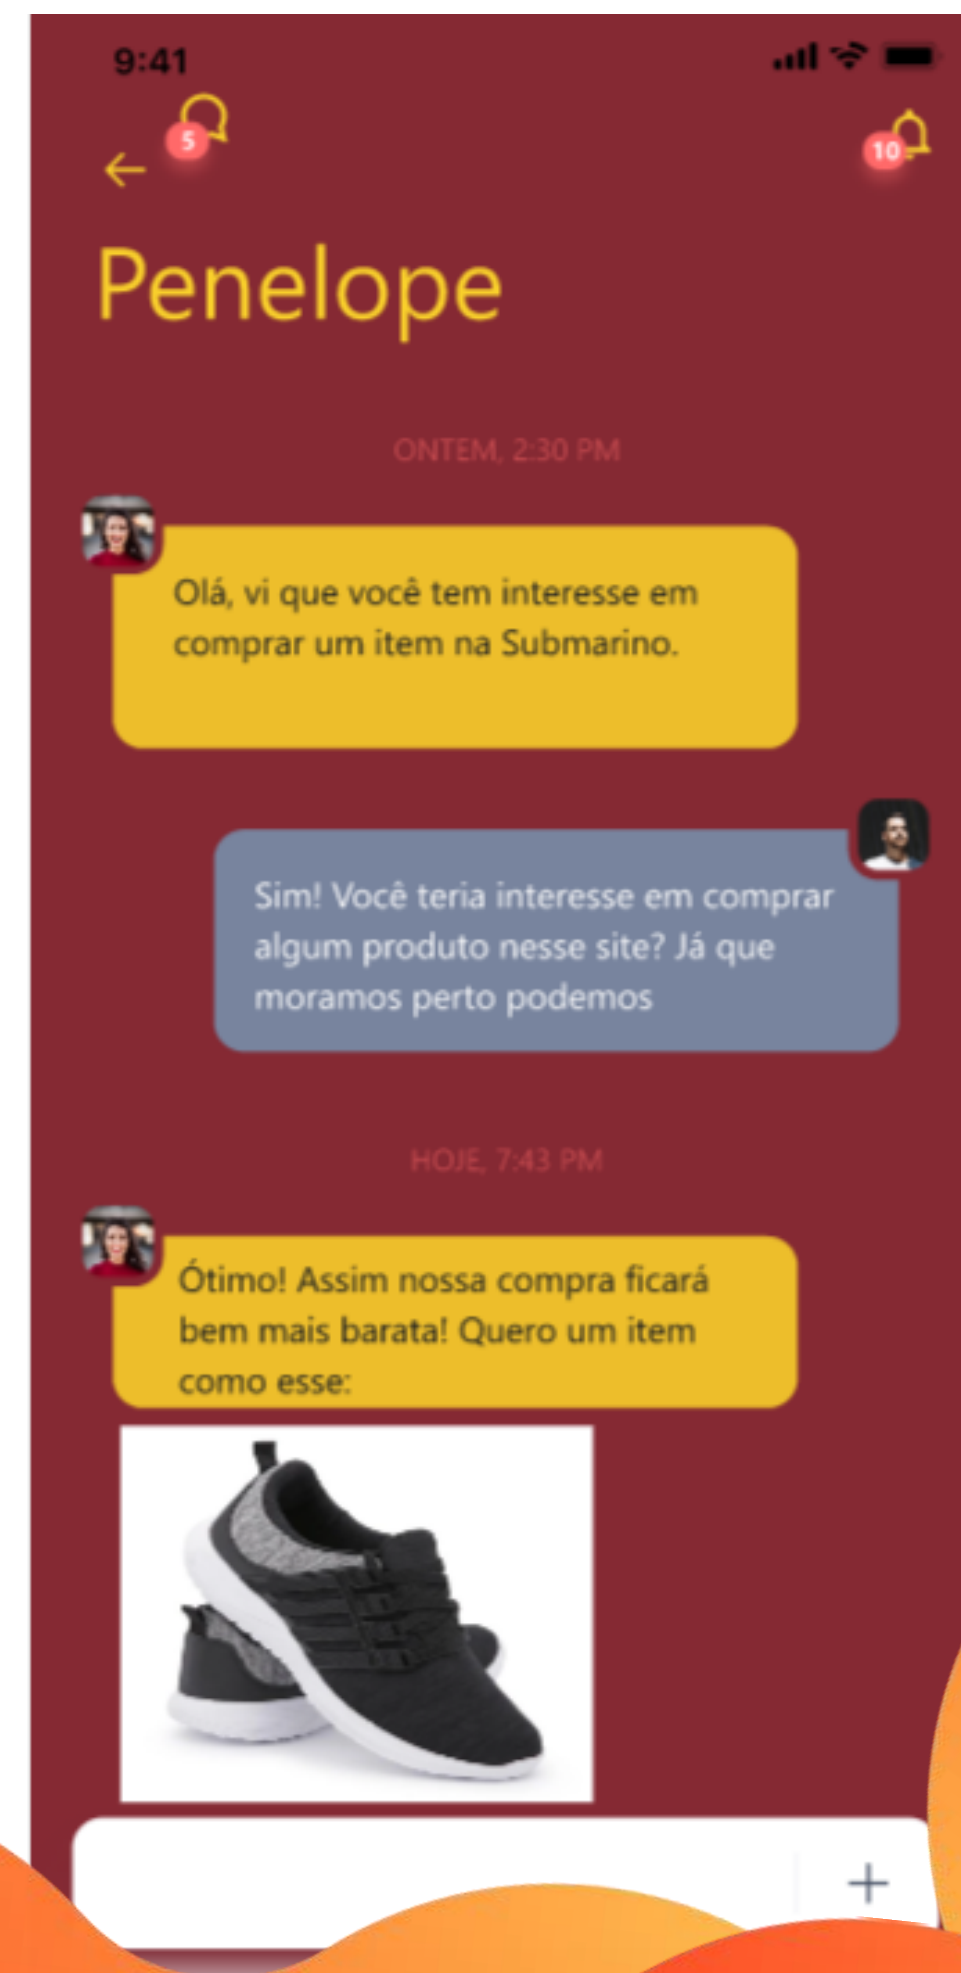 9:41
5
10
Penelope
ONTEM, 2:30 PM
Olá, vi que você tem interesse em
comprar um item na Submarino.
Sim! Você teria interesse em comprar
algum produto nesse site? Já que
moramos perto podemos
HOJE, 7:43 PM
Ótimo! Assim nossa compra ficará
bem mais barata! Quero um item
como esse: